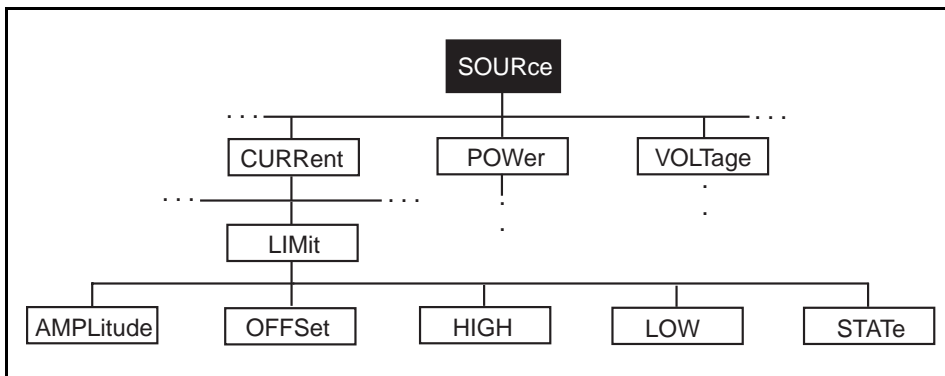 SOURce
CURRent POWer VOLTage
LIMit
AMPLitude OFFSet HIGH LOW STATe